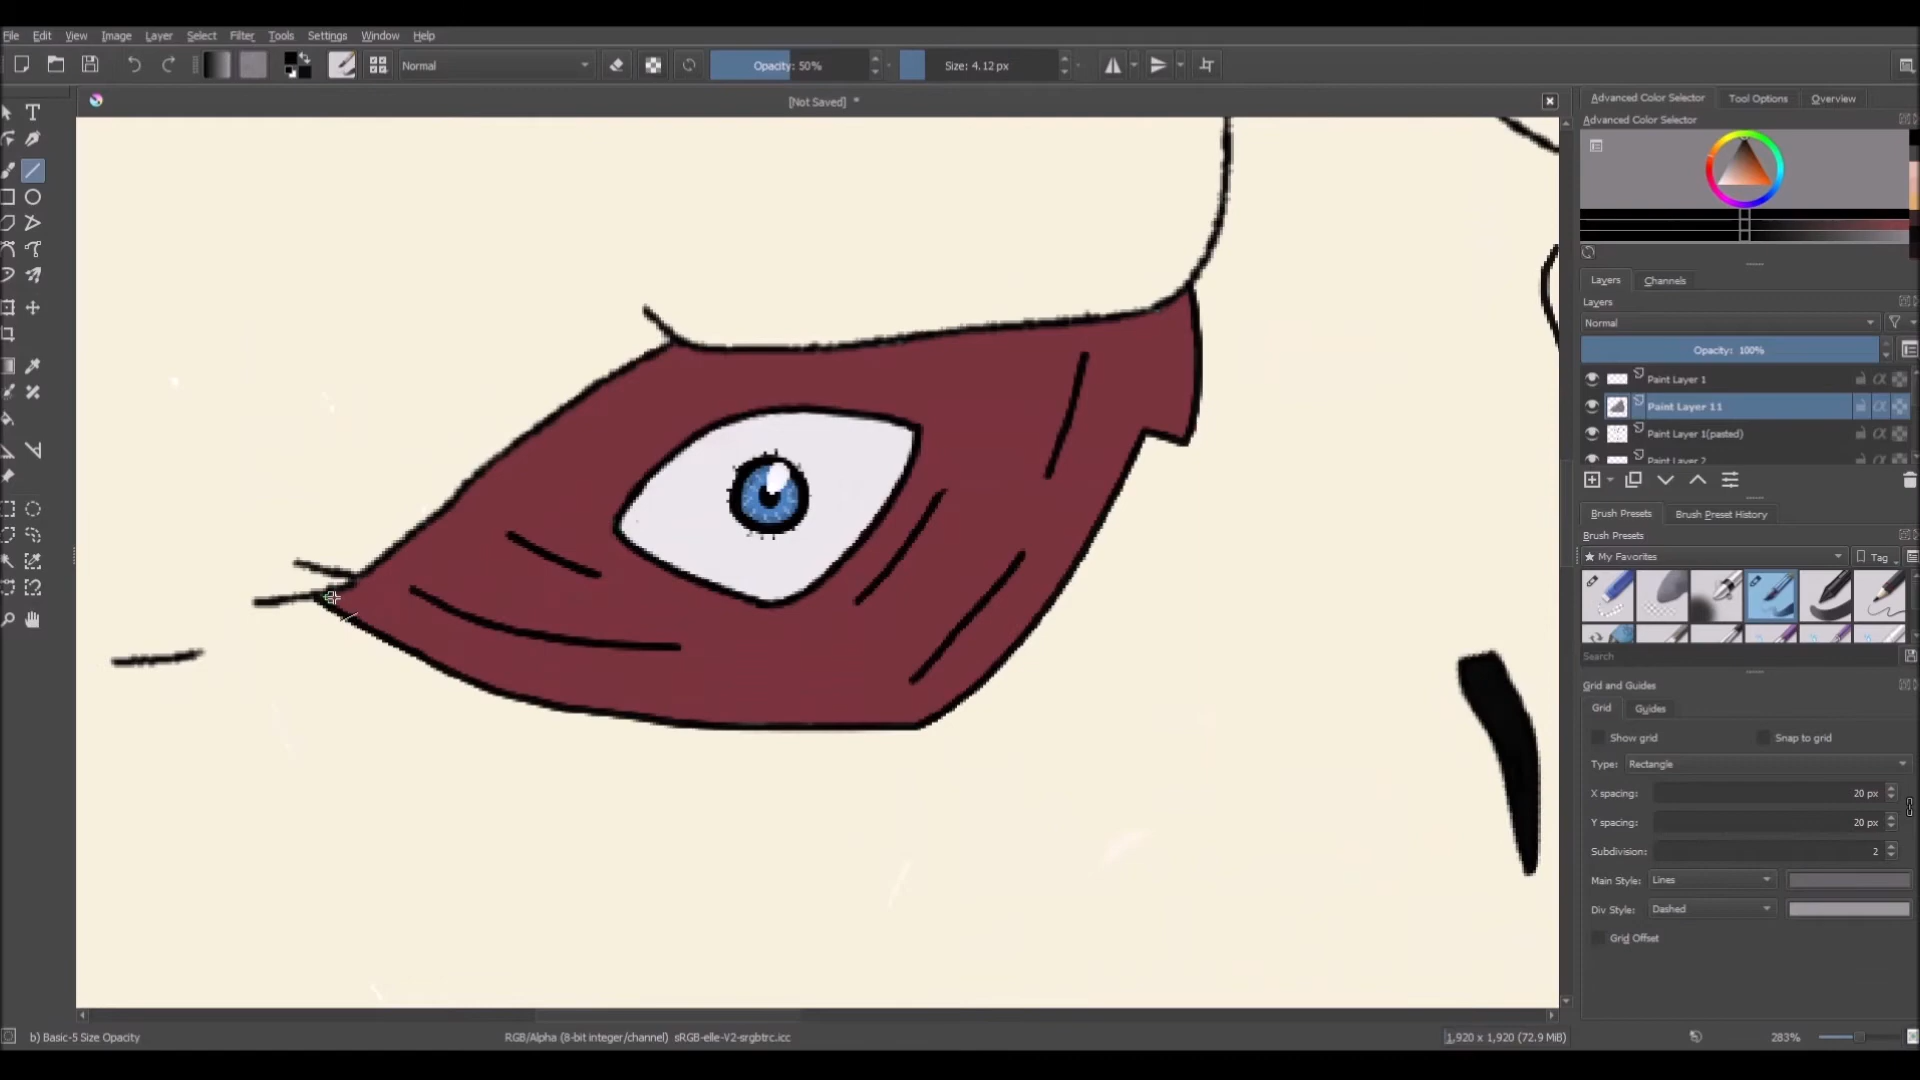 File Edit View Image Layer Select Filter Tools Settings Window Help
Normal Opacity: 50% Size: 4.12 px
[Not Saved] *
Advanced Color Selector Tool Options Overview
Advanced Color Selector
Layers Channels
Layers
Normal
Opacity: 100%
Paint Layer 1
Paint Layer 11
Paint Layer 1(pasted)
Paint Layer 2
Brush Presets Brush Preset History
Brush Presets
My Favorites Tag
Search
Grid and Guides
Grid Guides
Show grid Snap to grid
Type: Rectangle
X spacing: 20 px
Y spacing: 20 px
Subdivision: 2
Main Style: Lines
Div Style: Dashed
Grid Offset
b) Basic-5 Size Opacity RGB/Alpha (8-bit integer/channel) sRGB-elle-V2-srgbtrc.icc 1,920 x 1,920 (72.9 MiB) 283%